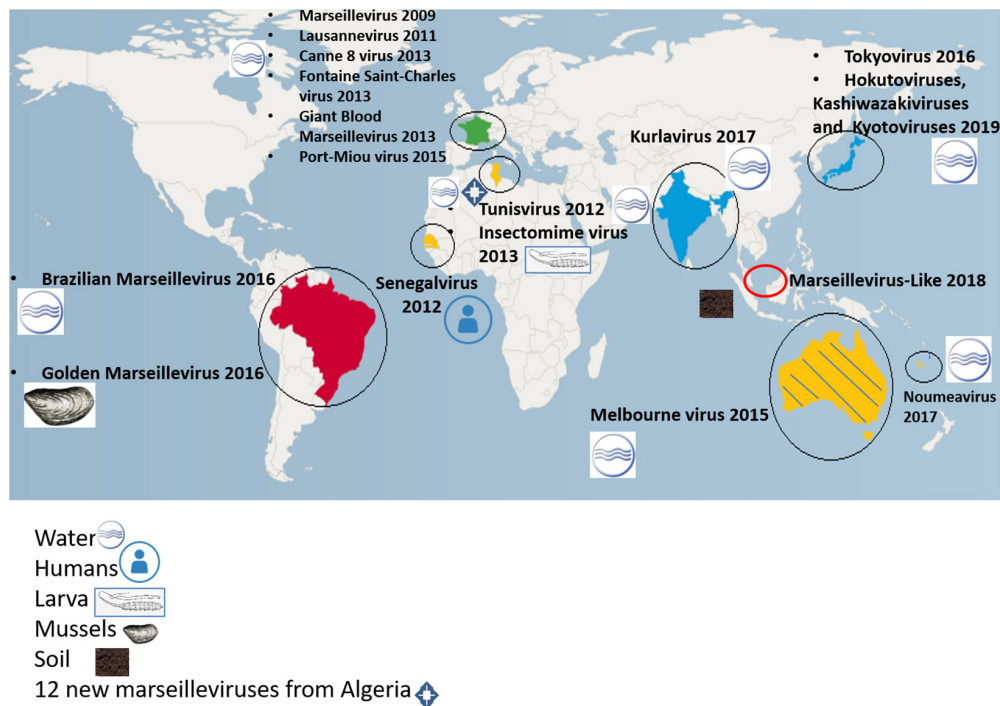 • Marseillevirus 2009
• Lausannevirus 2011
• Canne 8 virus 2013
• Fontaine Saint-Charles
virus 2013
• Giant Blood
Marseillevirus 2013
• Port-Miou virus 2015
• Tokyovirus 2016
• Hokutoviruses,
Kashiwazakiviruses
and Kyotoviruses 2019
Kurlavirus 2017
• Tunisvirus 2012
• Insectomime virus
2013
Senegalvirus
2012
• Brazilian Marseillevirus 2016
• Golden Marseillevirus 2016
Marseillevirus-Like 2018
Melbourne virus 2015
Noumeavirus
2017
Water
Humans
Larva
Mussels
Soil
12 new marseilleviruses from Algeria